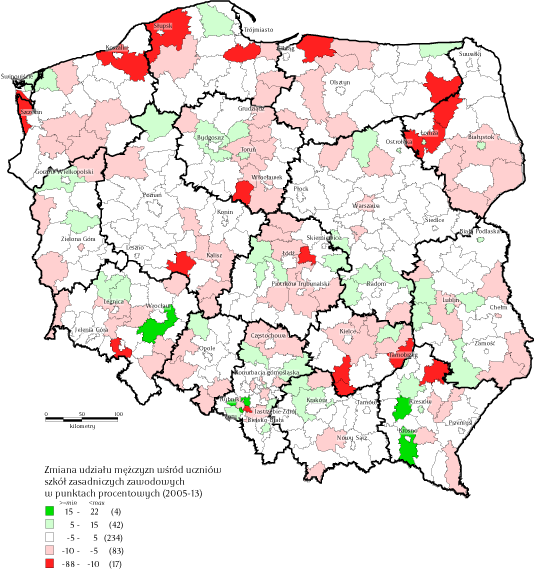 Trójmiasto
Słupsk
Koszalin
Elbląg
Suwałki
Świnoujście
Olsztyn
Szczecin
Grudziądz
Łomża
Bydgoszcz
Białystok
Ostrołęka
Toruń
Gorzów Wielkopolski
Włocławek
Płock
Poznań
Warszawa
Konin
Siedlce
Skierniewice
Biała Podlaska
Zielona Góra
Leszno
Kalisz
Łódź
Piotrków Trybunalski
Radom
Legnica
Wrocław
Lublin
Chełm
Jelenia Góra
Kielce
Częstochowa
Zamość
Opole
Tarnobrzeg
Konurbacja górnośląska
Rybnik
Kraków
Tarnów
Rzeszów
Jastrzębie-Zdrój
Bielsko-Biała
Przemyśl
Krosno
Nowy Sącz
0 50 100
kilometry
Zmiana udziału mężczyzn wśród uczniów
szkół zasadniczych zawodowych
w punktach procentowych (2005-13)
>=min <max
15 - 22 (4)
5 - 15 (42)
-5 - 5 (234)
-10 - -5 (83)
-88 - -10 (17)